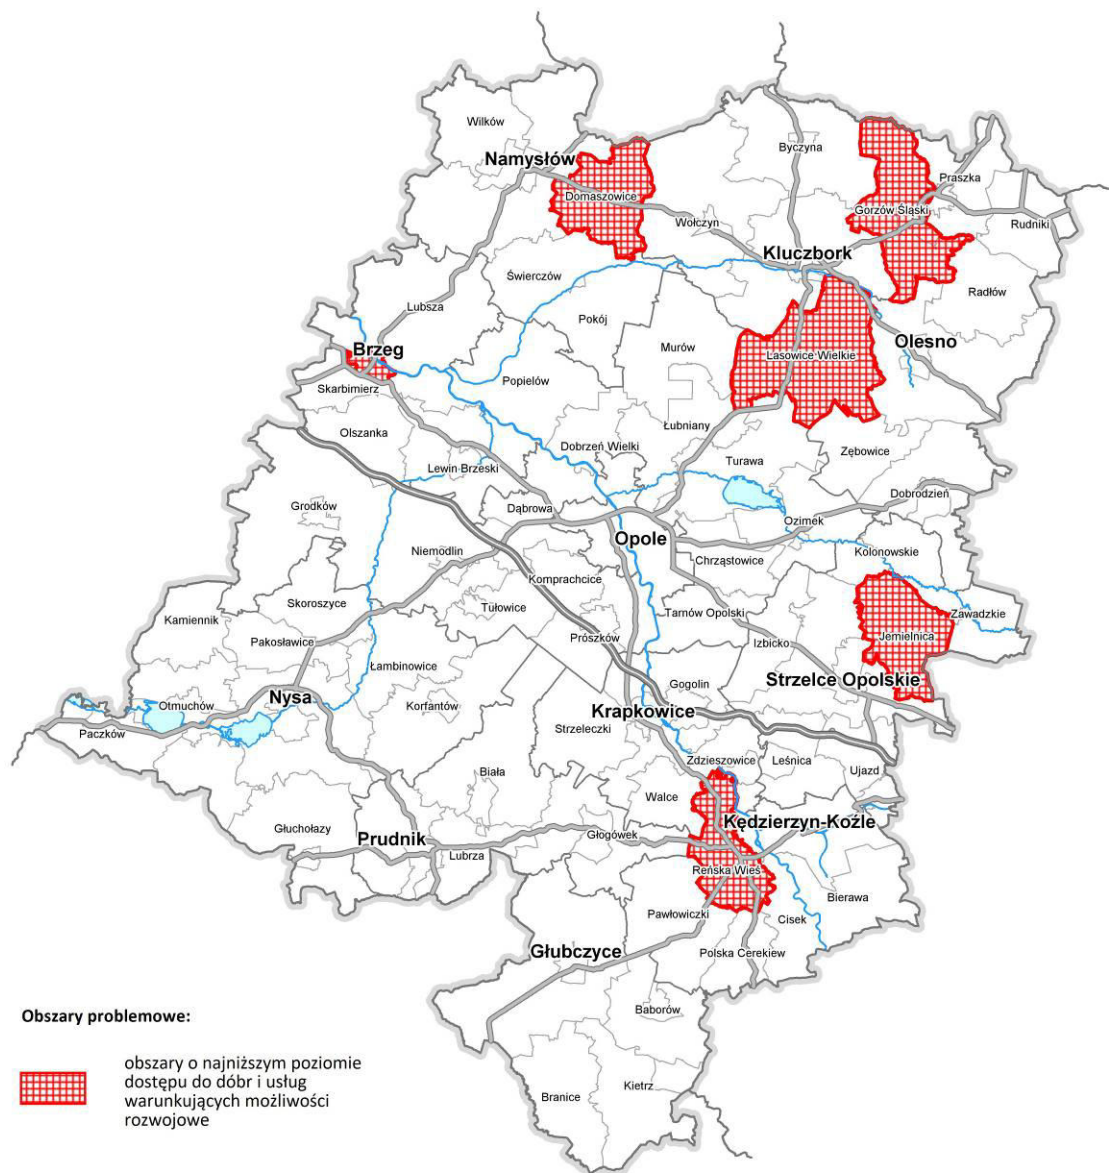 Wilków
Byczyna
Namysłów
Praszka
Domaszowice
Gorzów Śląski
Wołczyn
Rudniki
Kluczbork
Świerczów
Radłów
Lubsza
Pokój
Olesno
Murów
Brzeg
Lasowice Wielkie
Popielów
Skarbimierz
Łubniany
Olszanka
Dobrzeń Wielki
Zębowice
Turawa
Lewin Brzeski
Dobrodzień
Grodków
Dąbrowa
Ozimek
Opole
Niemodlin
Kolonowskie
Chrząstowice
Skoroszyce
Komprachcice
Tułowice
Tarnów Opolski
Zawadzkie
Kamiennik
Prószków
Jemielnica
Pakosławice
Izbicko
Łambinowice
Strzelce Opolskie
Gogolin
Nysa
Otmuchów
Korfantów
Krapkowice
Paczków
Strzeleczki
Zdzieszowice
Leśnica
Ujazd
Biała
Walce
Kędzierzyn-Koźle
Głuchołazy
Prudnik
Głogówek
Lubrza
Reńska Wieś
Bierawa
Pawłowiczki
Cisek
Głubczyce
Polska Cerekiew
Baborów
Kietrz
Branice
Obszary problemowe:
obszary o najniższym poziomie
dostępu do dóbr i usług
warunkujących możliwości
rozwojowe